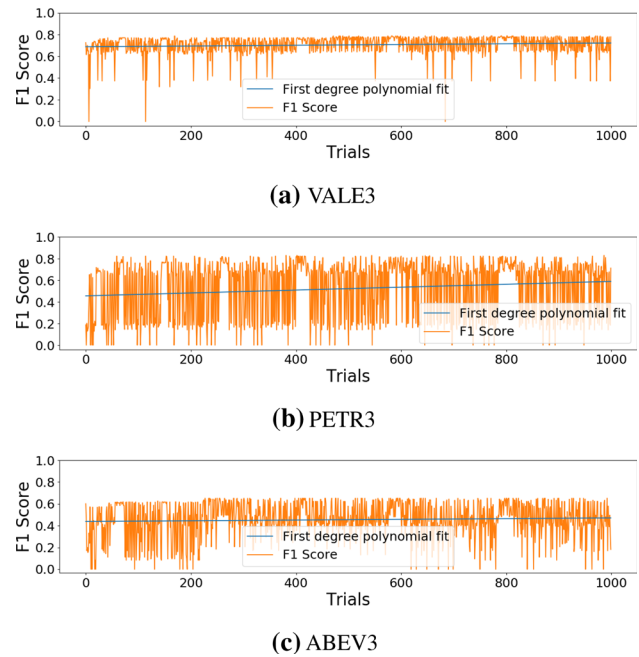 1.0
0.8
0.6
0.4
0.2
0.0
F1 Score
First degree polynomial fit
F1 Score
0 200 400 600 800 1000
Trials
(a) VALE3
1.0
0.8
0.6
0.4
0.2
0.0
F1 Score
First degree polynomial fit
F1 Score
0 200 400 600 800 1000
Trials
(b) PETR3
1.0
0.8
0.6
0.4
0.2
0.0
F1 Score
First degree polynomial fit
F1 Score
0 200 400 600 800 1000
Trials
(c) ABEV3